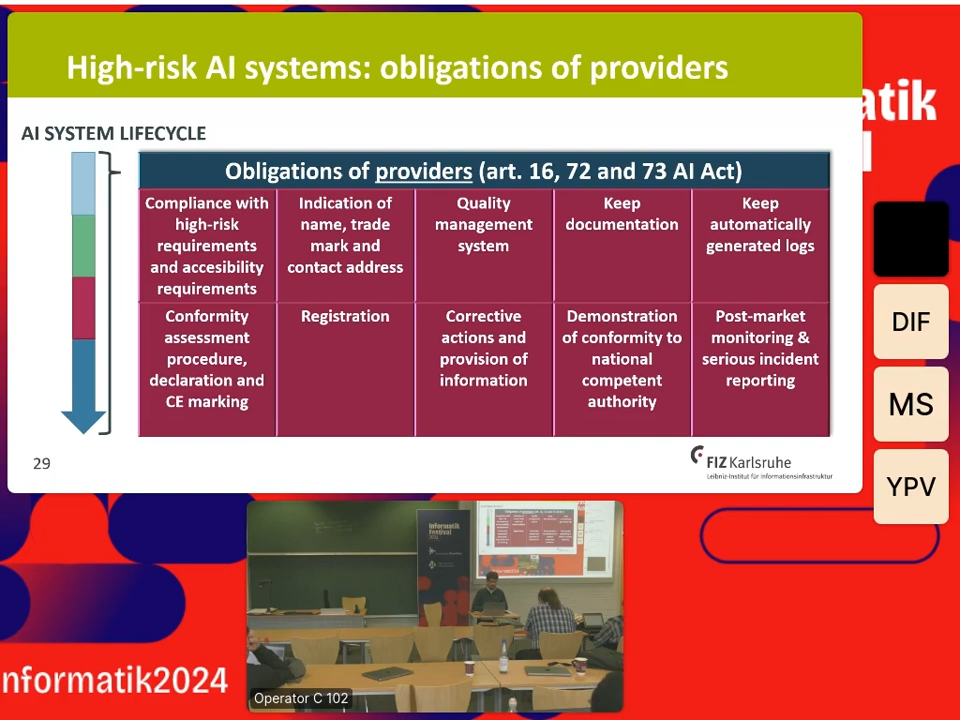 High-risk AI systems: obligations of providers
AI SYSTEM LIFECYCLE
Obligations of providers (art. 16, 72 and 73 AI Act)
Compliance with
high-risk
requirements
and accesibility
requirements
Indication of
name, trade
mark and
contact address
Quality
management
system
Keep
documentation
Keep
automatically
generated logs
Conformity
assessment
procedure,
declaration and
CE marking
Registration
Corrective
actions and
provision of
information
Demonstration
of conformity to
national
competent
authority
Post-market
monitoring &
serious incident
reporting
29
FIZ Karlsruhe
Leibniz-Institut für Informationsinfrastruktur
atik
DIF
MS
YPV
informatik
festival
nformatik2024
Operator C 102